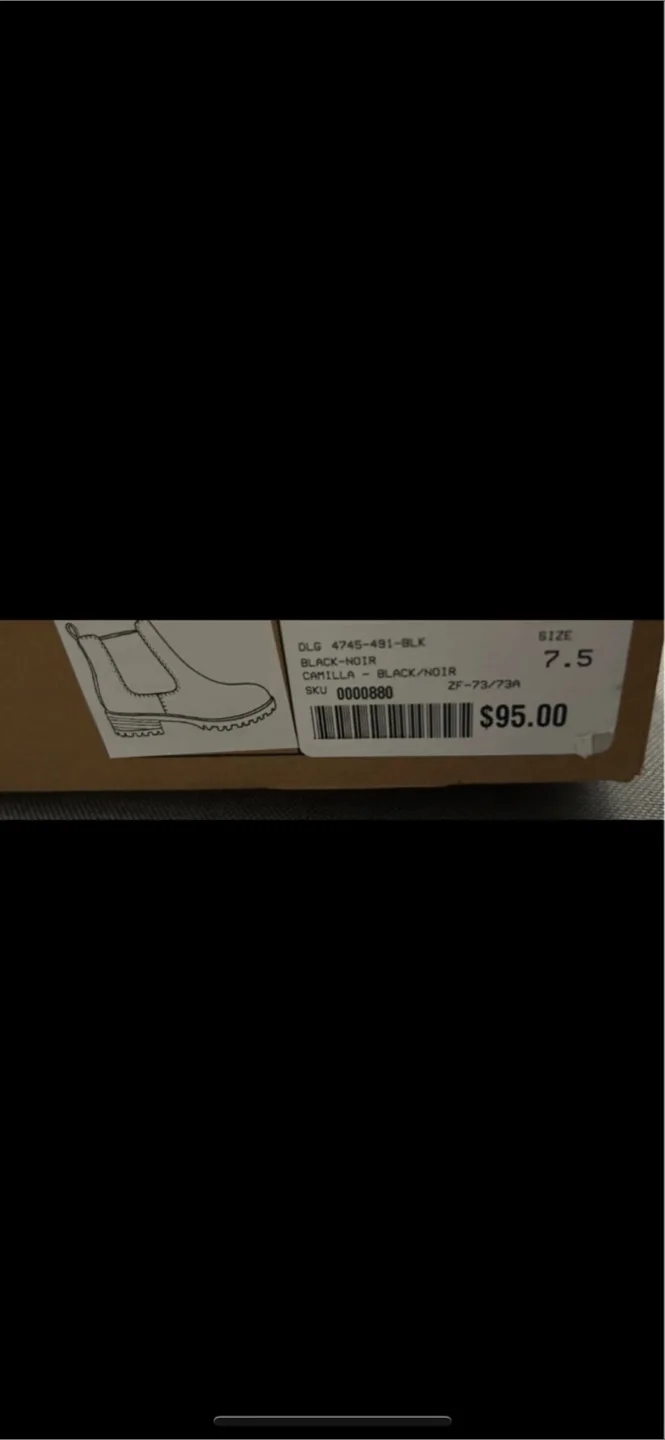 DLG 4745-491-BLK
SIZE
BLACK-NOIR
7.5
CAMILLA - BLACK/NOIR
SKU 0000880 ZF-73/73A
$95.00